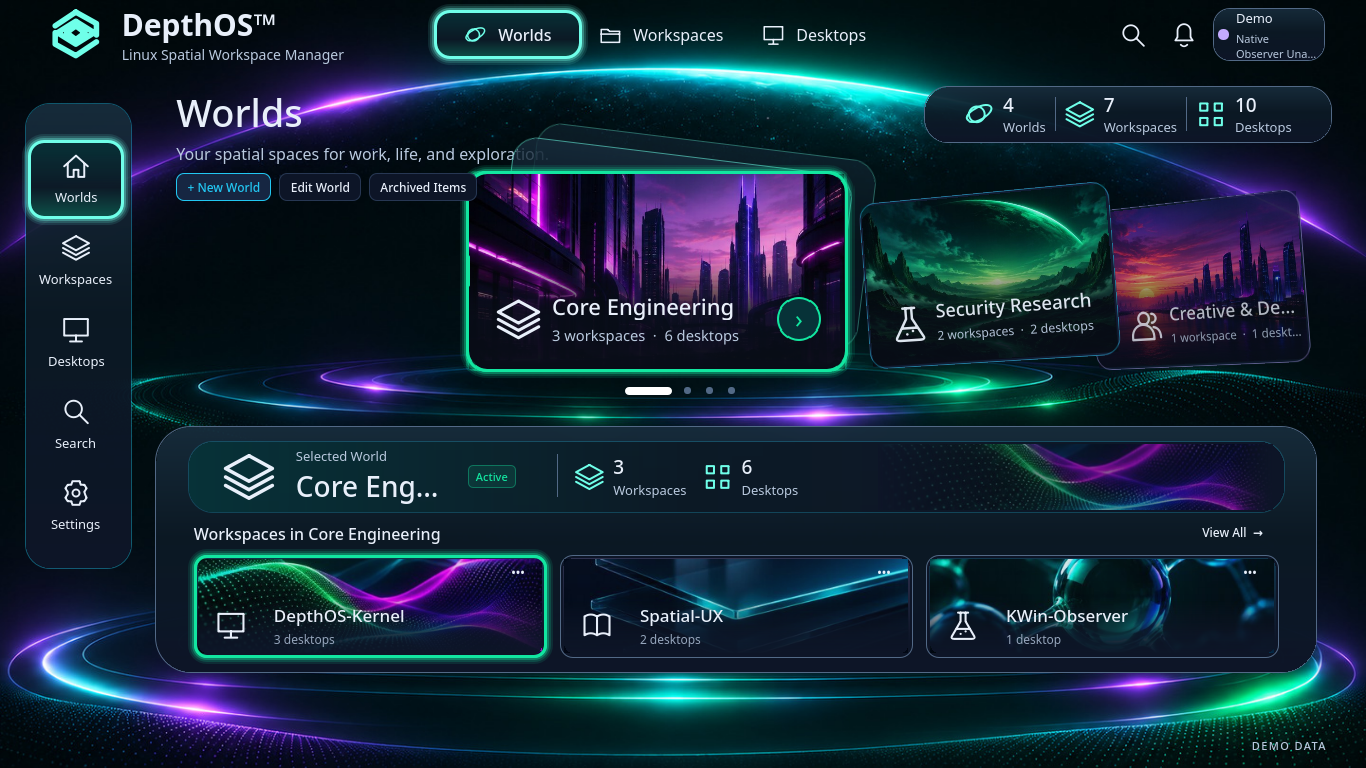 DepthOS™
Linux Spatial Workspace Manager
Worlds
Workspaces
Desktops
Demo
Native
Observer Una...
Worlds
Your spatial spaces for work, life, and exploration.
+ New World
Edit World
Archived Items
4
Worlds
7
Workspaces
10
Desktops
Worlds
Workspaces
Desktops
Search
Settings
Core Engineering
3 workspaces · 6 desktops
Security Research
2 workspaces · 2 desktops
Creative & De...
1 workspace · 1 deskt...
Selected World
Core Eng...
Active
3
Workspaces
6
Desktops
Workspaces in Core Engineering
View All →
DepthOS-Kernel
3 desktops
Spatial-UX
2 desktops
KWin-Observer
1 desktop
DEMO DATA